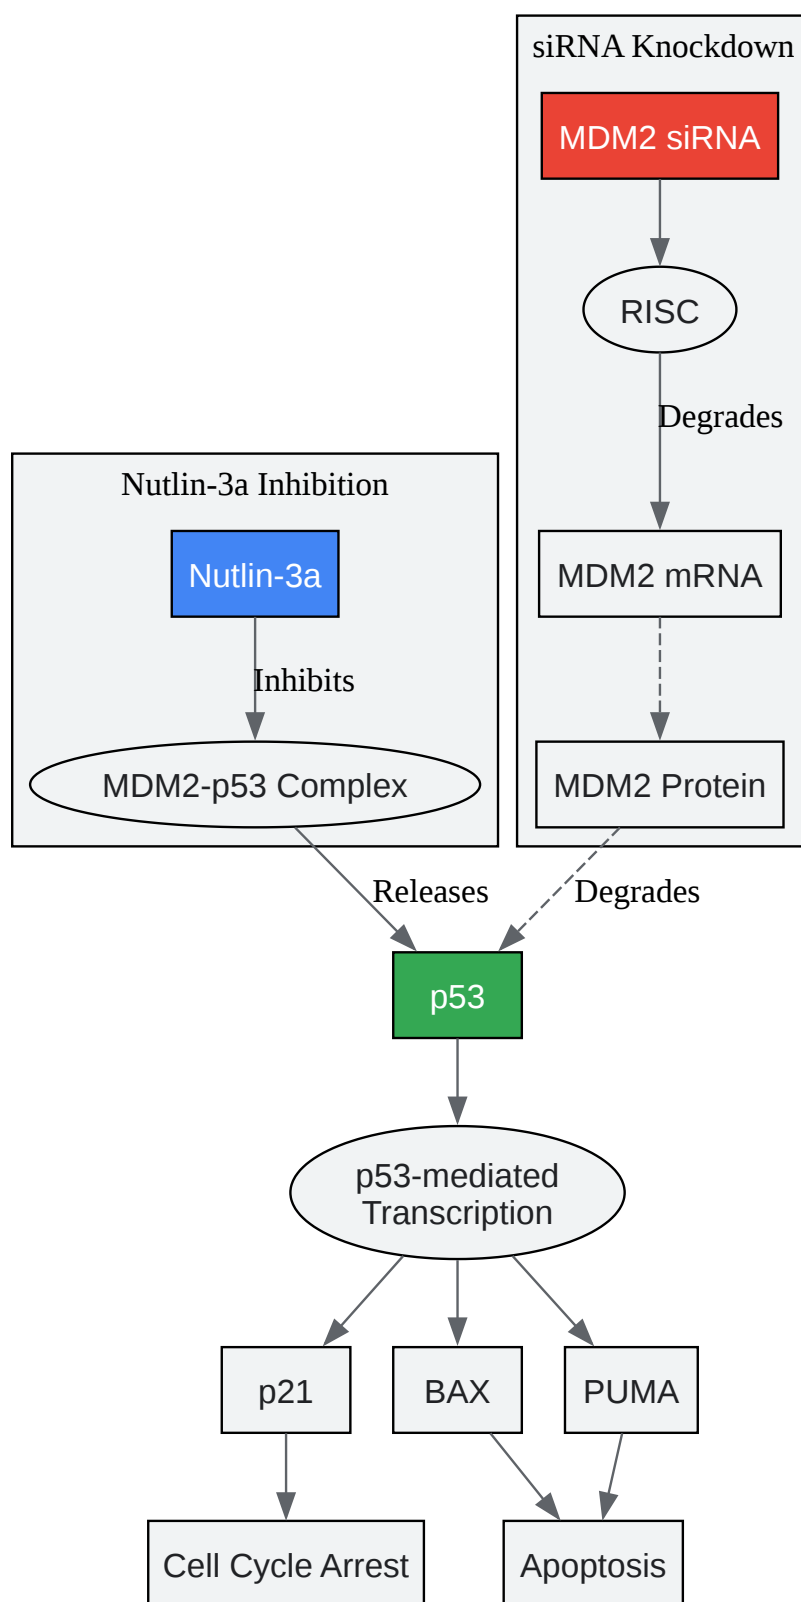 siRNA Knockdown
MDM2 siRNA
RISC
Degrades
Nutlin-3a Inhibition
Nutlin-3a
MDM2 mRNA
Inhibits
MDM2-p53 Complex
MDM2 Protein
Releases
Degrades
p53
p53-mediated
Transcription
p21
BAX
PUMA
Cell Cycle Arrest
Apoptosis